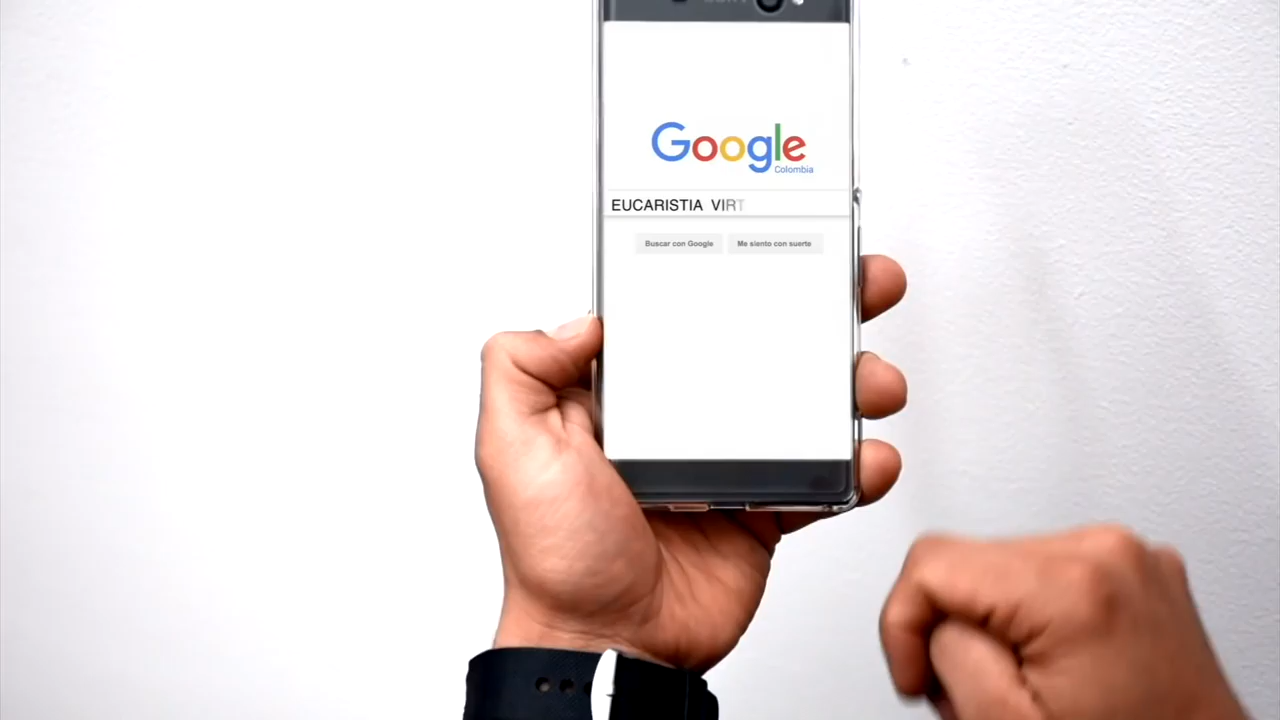 Google
Colombia
EUCARISTIA VIRT
Buscar con Google
Me siento con suerte